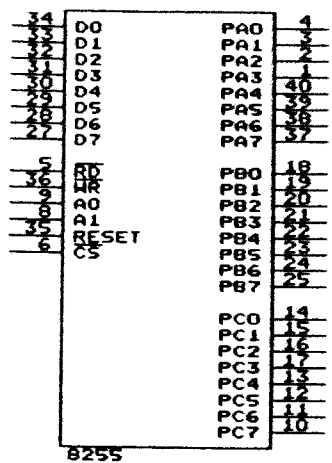 34 D0 PA0 4
33 D1 PA1 3
32 D2 PA2 2
31 D3 PA3 1
30 D4 PA4 40
29 D5 PA5 39
28 D6 PA6 38
27 D7 PA7 37
5 RD PB0 18
36 WR PB1 19
9 A0 PB2 20
8 A1 PB3 21
35 RESET PB4 22
6 CS PB5 23
PB6 24
PB7 25
PC0 14
PC1 15
PC2 16
PC3 17
PC4 13
PC5 12
PC6 11
PC7 10
8255